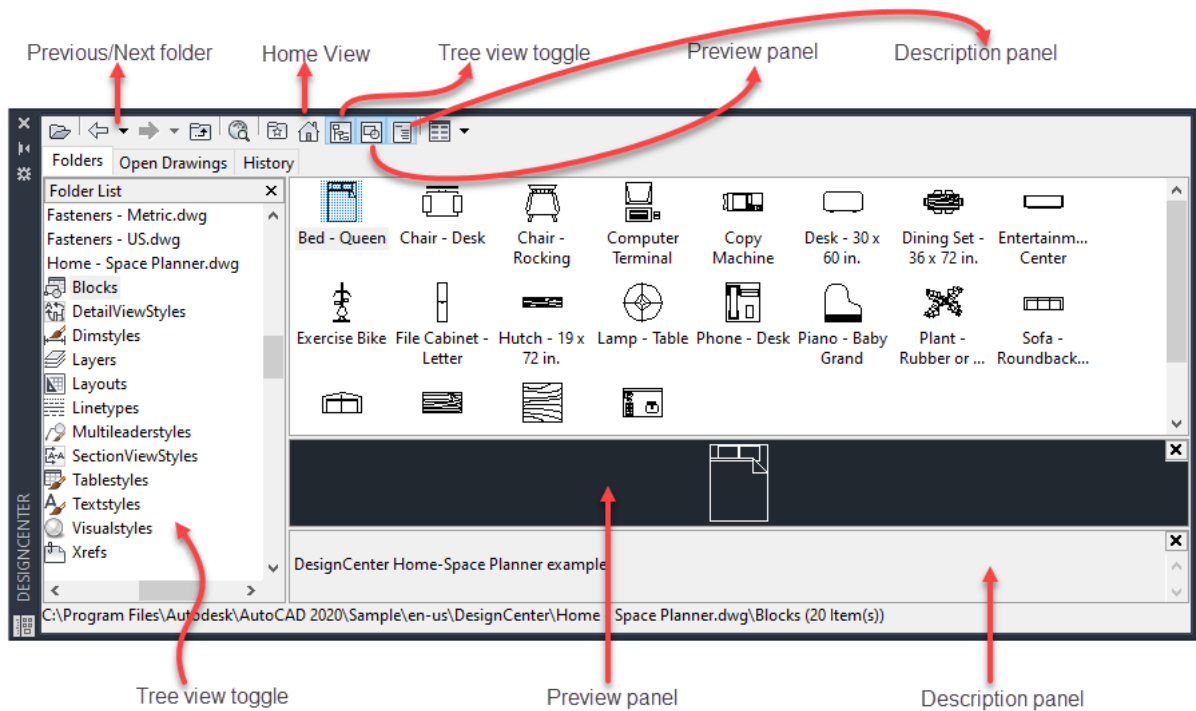 Previous/Next folder
Home View
Tree view toggle
Preview panel
Description panel
Folders
Open Drawings
History
Folder List
Fasteners - Metric.dwg
Fasteners - US.dwg
Home - Space Planner.dwg
Blocks
DetailViewStyles
Dimstyles
Layers
Layouts
Linetypes
Multileaderstyles
SectionViewStyles
Tablestyles
Textstyles
Visualstyles
Xrefs
Bed - Queen
Chair - Desk
Chair -
Rocking
Computer
Terminal
Copy
Machine
Desk - 30 x
60 in.
Dining Set -
36 x 72 in.
Entertainm...
Center
Exercise Bike
File Cabinet -
Letter
Hutch - 19 x
72 in.
Lamp - Table
Phone - Desk
Piano - Baby
Grand
Plant -
Rubber or ...
Sofa -
Roundback...
DesignCenter Home-Space Planner example
DESIGNCENTER
C:\Program Files\Autodesk\AutoCAD 2020\Sample\en-us\DesignCenter\Home - Space Planner.dwg\Blocks (20 Item(s))
Tree view toggle
Preview panel
Description panel